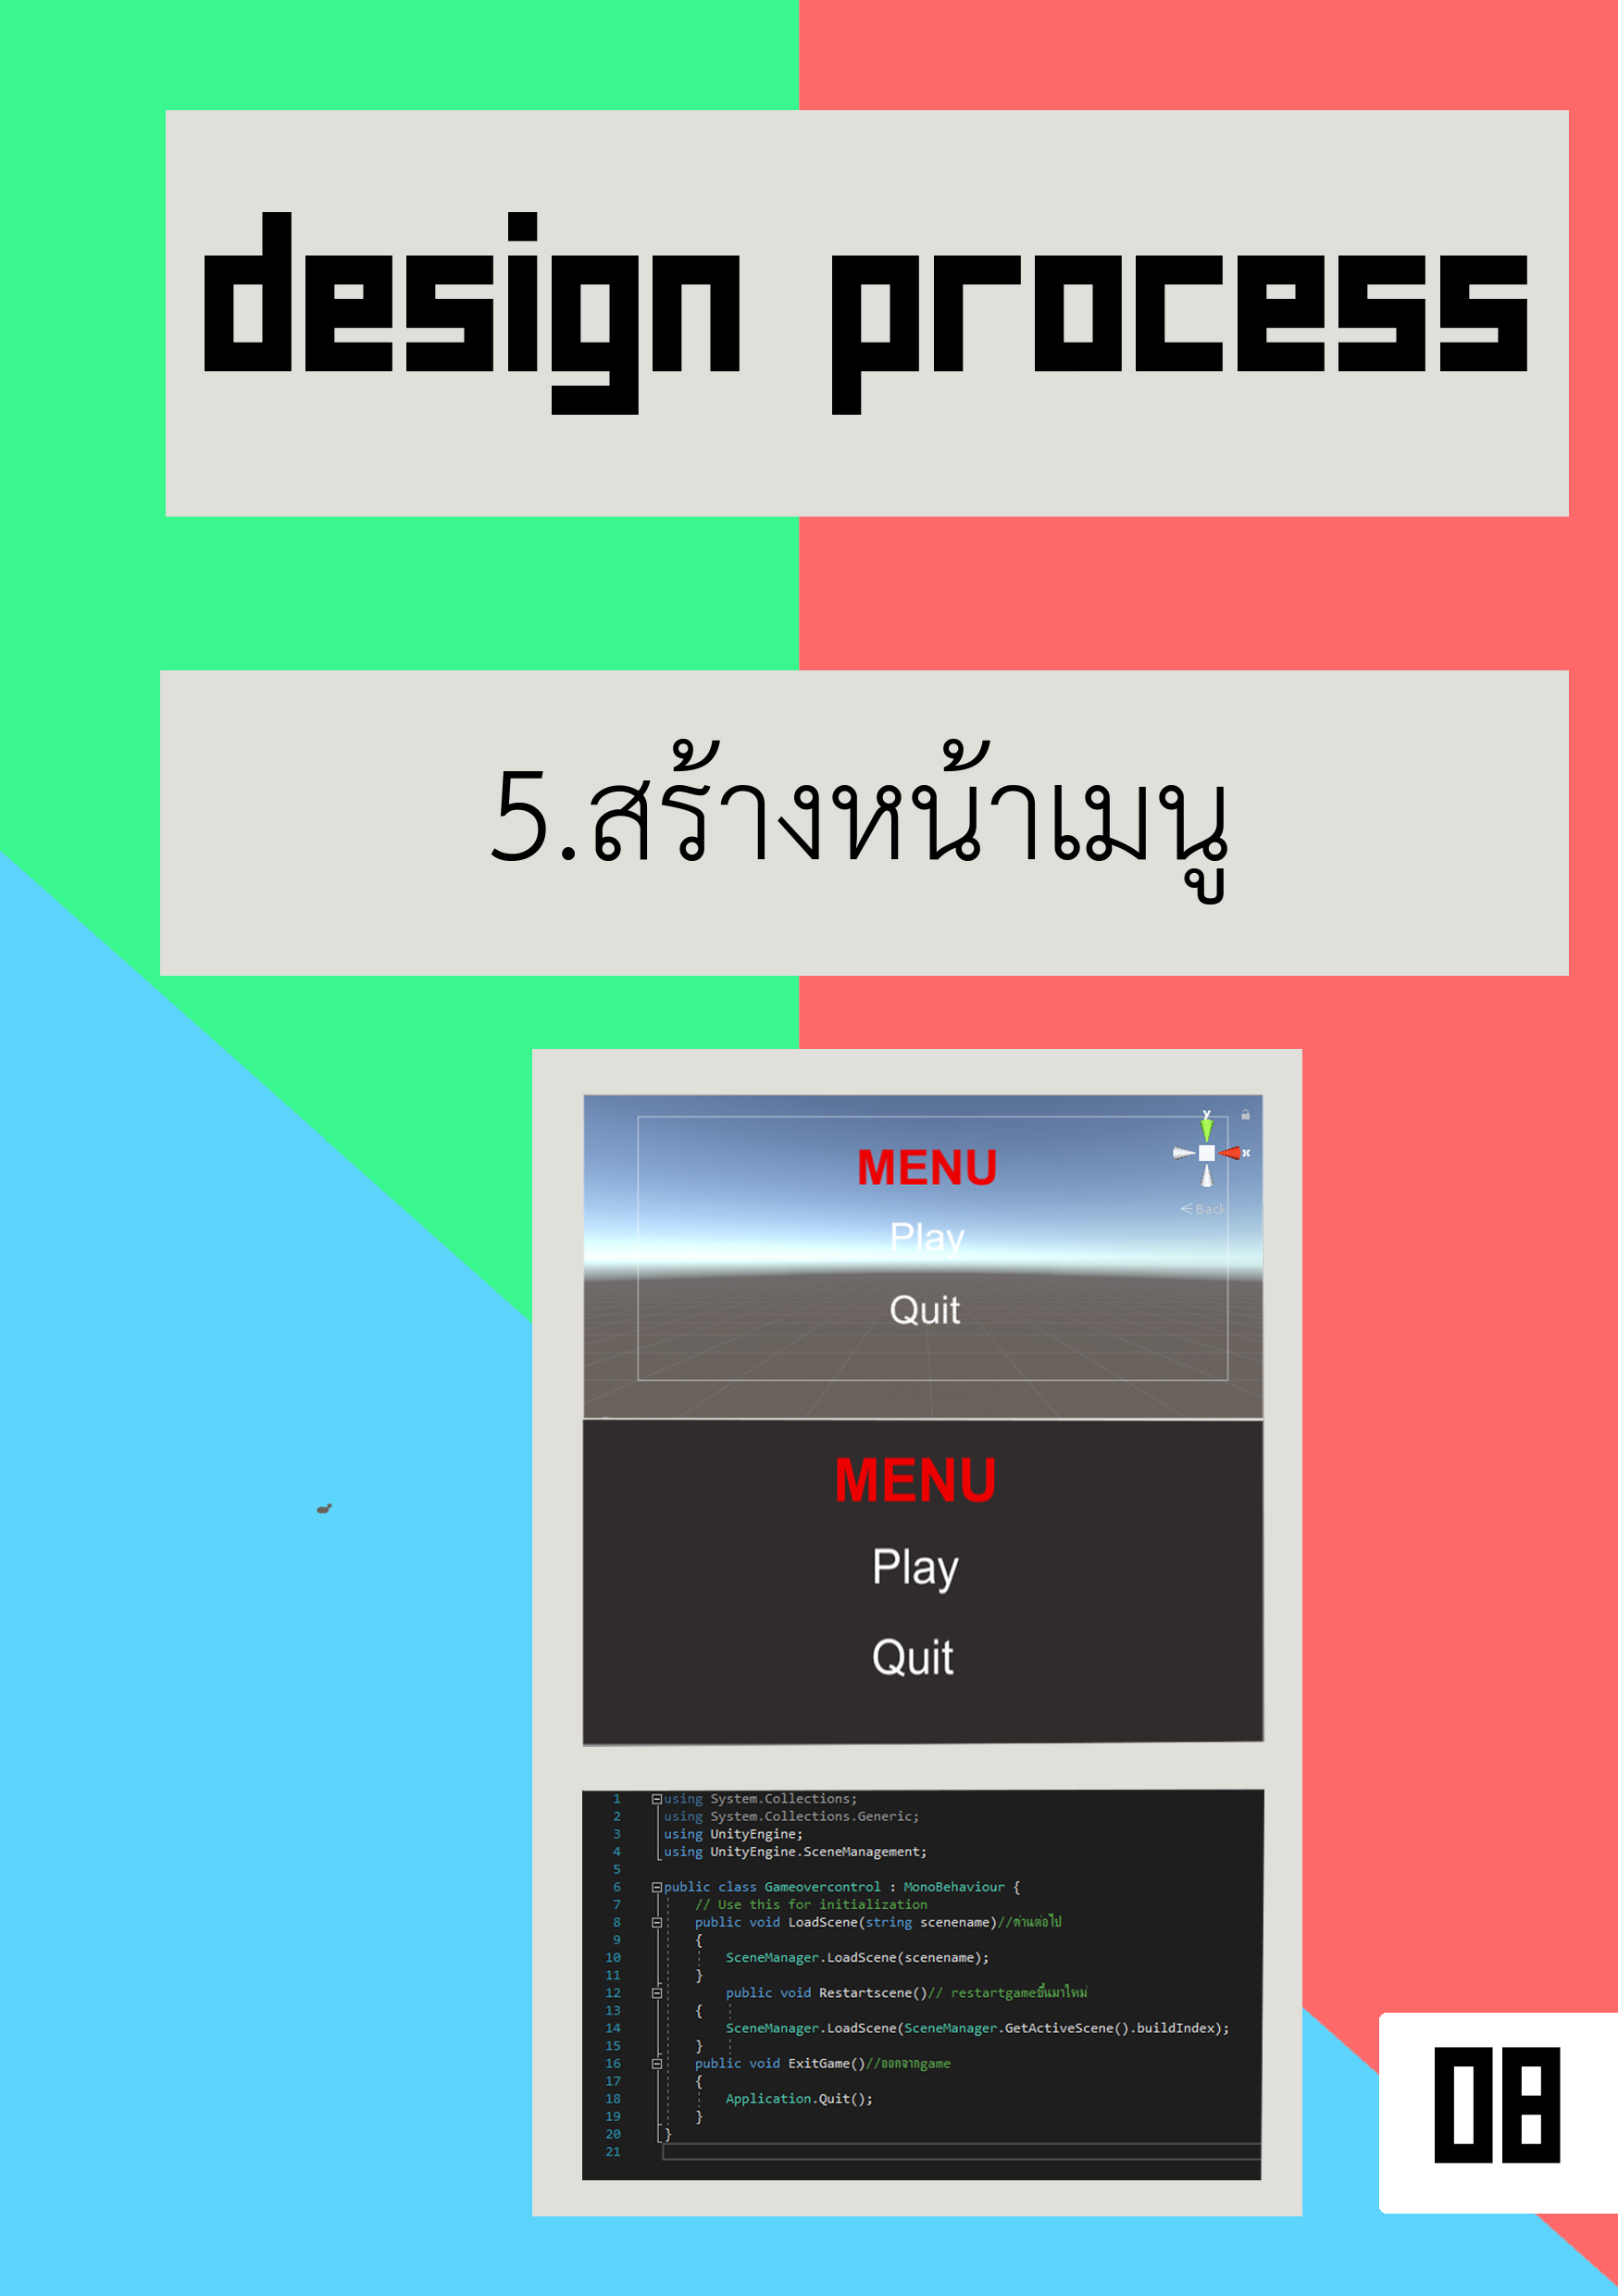 design process
5.สร้างหน้าเมนู
y
x
Back
MENU
Play
Quit
MENU
Play
Quit
1 using System.Collections;
2 using System.Collections.Generic;
3 using UnityEngine;
4 using UnityEngine.SceneManagement;
5
6 public class Gameovercontrol : MonoBehaviour {
7 // Use this for initialization
8 public void LoadScene(string scenename)//ด่านต่อไป
9 {
10 SceneManager.LoadScene(scenename);
11 }
12 public void Restartscene()// restartgameขึ้นมาใหม่
13 {
14 SceneManager.LoadScene(SceneManager.GetActiveScene().buildIndex);
15 }
16 public void ExitGame()//ออกจากgame
17 {
18 Application.Quit();
19 }
20 }
21
08